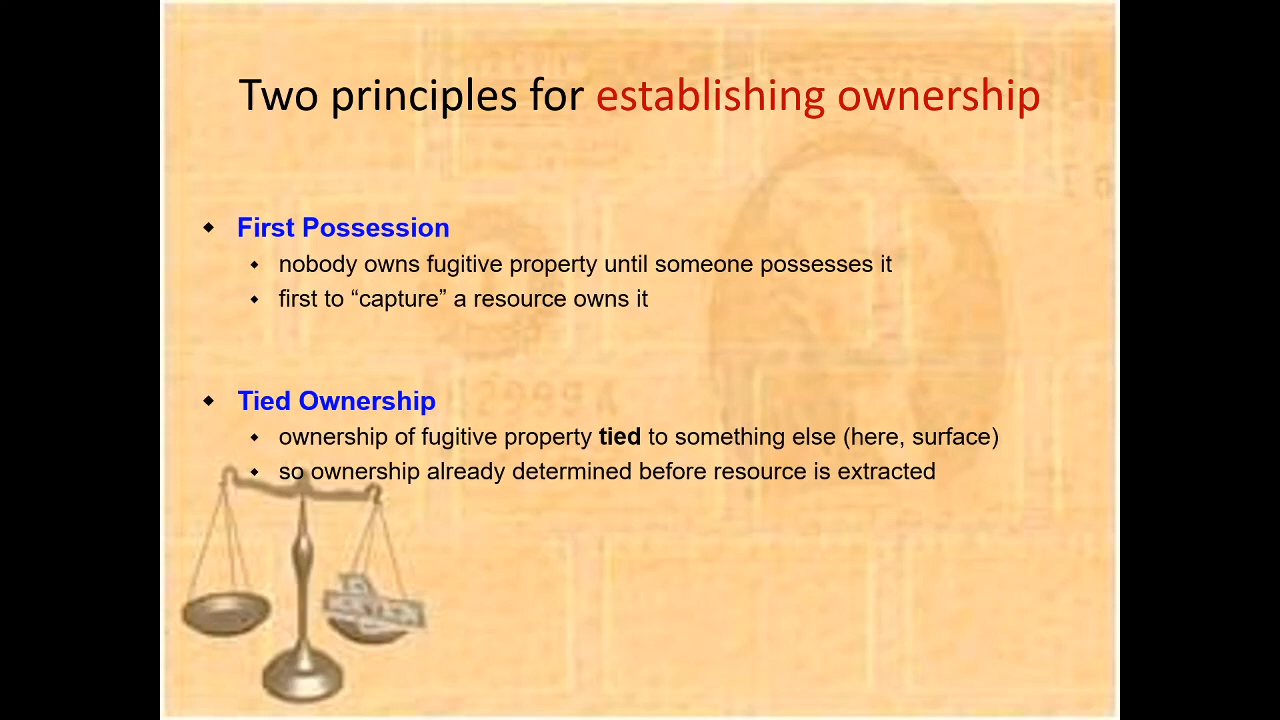 Two principles for establishing ownership
First Possession
nobody owns fugitive property until someone possesses it
first to “capture” a resource owns it
Tied Ownership
ownership of fugitive property tied to something else (here, surface)
so ownership already determined before resource is extracted